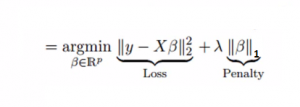 = argmin ‖y − Xβ‖₂² + λ ‖β‖₁
β∈ℝᵖ
Loss Penalty